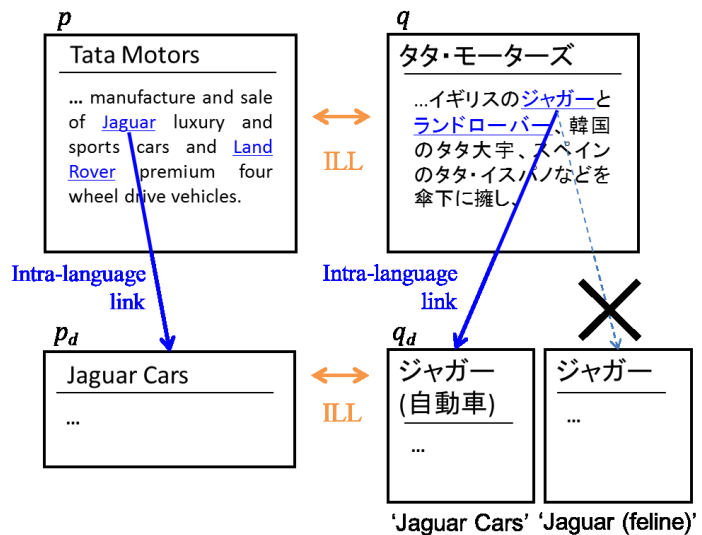 p
Tata Motors
... manufacture and sale
of Jaguar luxury and
sports cars and Land
Rover premium four
wheel drive vehicles.
ILL
q
タタ・モーターズ
...イギリスのジャガーと
ランドローバー、韓国
のタタ大宇、スペイン
のタタ・イスパノなどを
傘下に擁し、
Intra-language
link
Intra-language
link
p_d
Jaguar Cars
...
ILL
q_d
ジャガー
(自動車)
...
ジャガー
...
‘Jaguar Cars’
‘Jaguar (feline)’